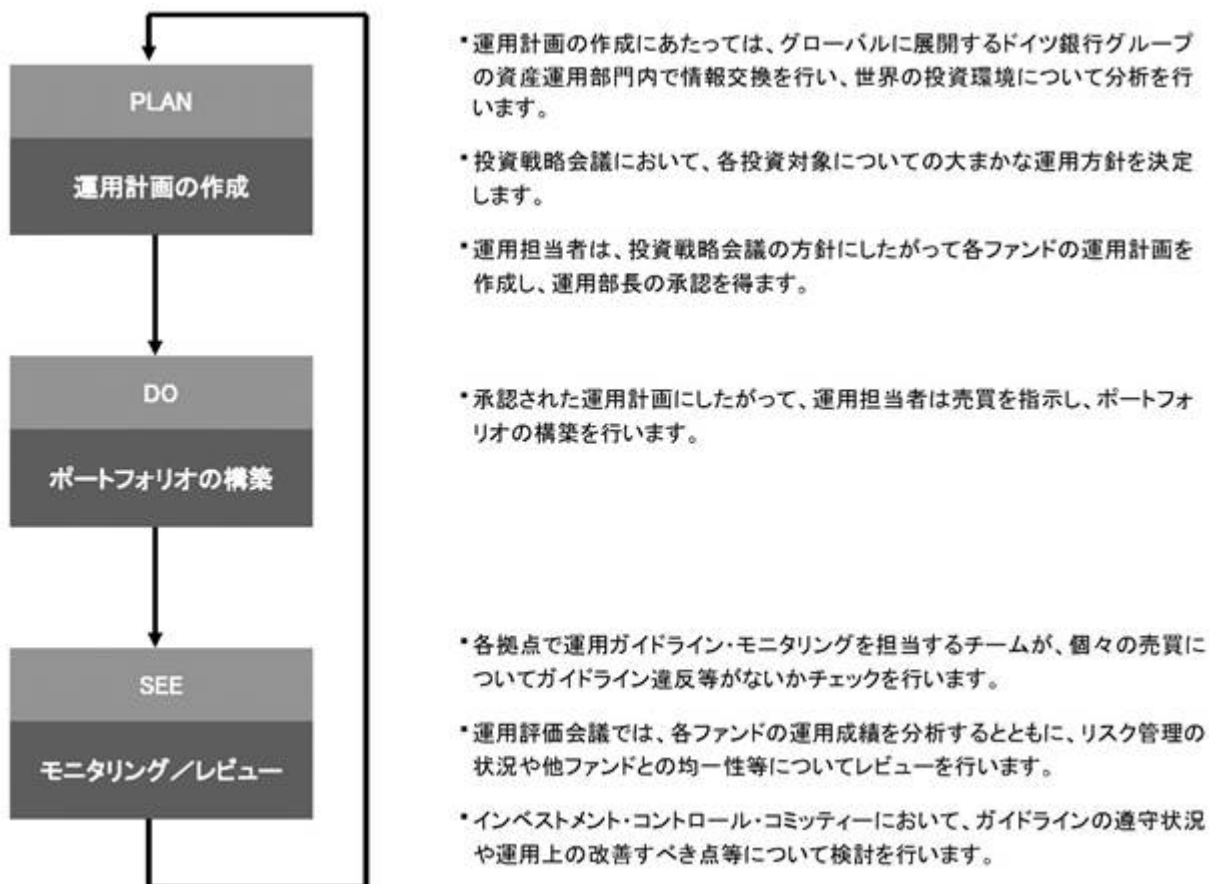 PLAN
運用計画の作成
・運用計画の作成にあたっては、グローバルに展開するドイツ銀行グループ
の資産運用部門内で情報交換を行い、世界の投資環境について分析を行
います。
・投資戦略会議において、各投資対象についての大まかな運用方針を決定
します。
・運用担当者は、投資戦略会議の方針にしたがって各ファンドの運用計画を
作成し、運用部長の承認を得ます。
DO
ポートフォリオの構築
・承認された運用計画にしたがって、運用担当者は売買を指示し、ポートフォ
リオの構築を行います。
SEE
モニタリング／レビュー
・各拠点で運用ガイドライン・モニタリングを担当するチームが、個々の売買に
ついてガイドライン違反等がないかチェックを行います。
・運用評価会議では、各ファンドの運用成績を分析するとともに、リスク管理の
状況や他ファンドとの均一性等についてレビューを行います。
・インベストメント・コントロール・コミッティーにおいて、ガイドラインの遵守状況
や運用上の改善すべき点等について検討を行います。